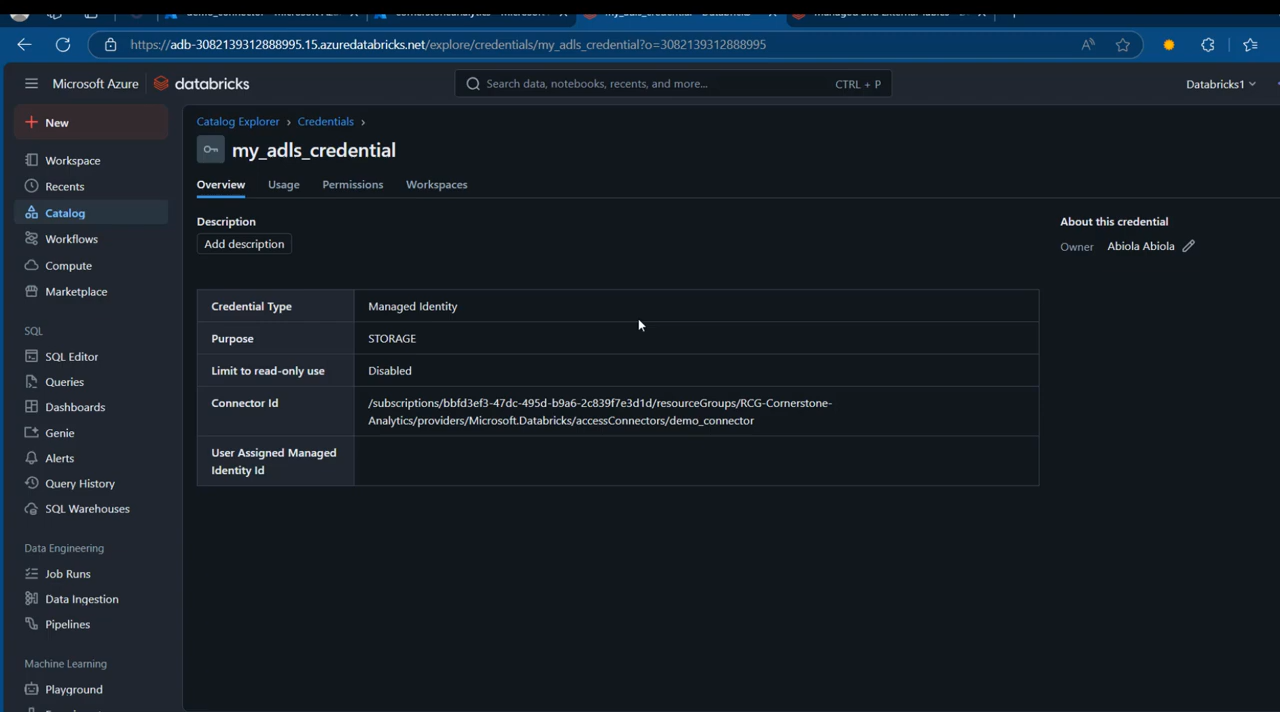 https://adb-3082139312888995.15.azuredatabricks.net/explore/credentials/my_adls_credential?o=3082139312888995
Microsoft Azure
databricks
Search data, notebooks, recents, and more...
CTRL + P
Databricks1
New
Workspace
Recents
Catalog
Workflows
Compute
Marketplace
SQL
SQL Editor
Queries
Dashboards
Genie
Alerts
Query History
SQL Warehouses
Data Engineering
Job Runs
Data Ingestion
Pipelines
Machine Learning
Playground
Catalog Explorer › Credentials ›
my_adls_credential
Overview Usage Permissions Workspaces
Description
Add description
Credential Type Managed Identity
Purpose STORAGE
Limit to read-only use Disabled
Connector Id /subscriptions/bbfd3ef3-47dc-495d-b9a6-2c839f7e3d1d/resourceGroups/RCG-Cornerstone-
Analytics/providers/Microsoft.Databricks/accessConnectors/demo_connector
User Assigned Managed
Identity Id
About this credential
Owner Abiola Abiola